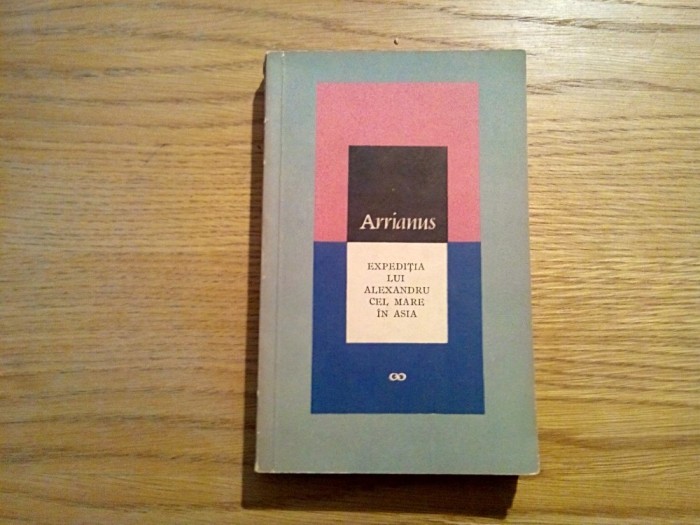 Arrianus
EXPEDIȚIA
LUI
ALEXANDRU
CEL MARE
ÎN ASIA